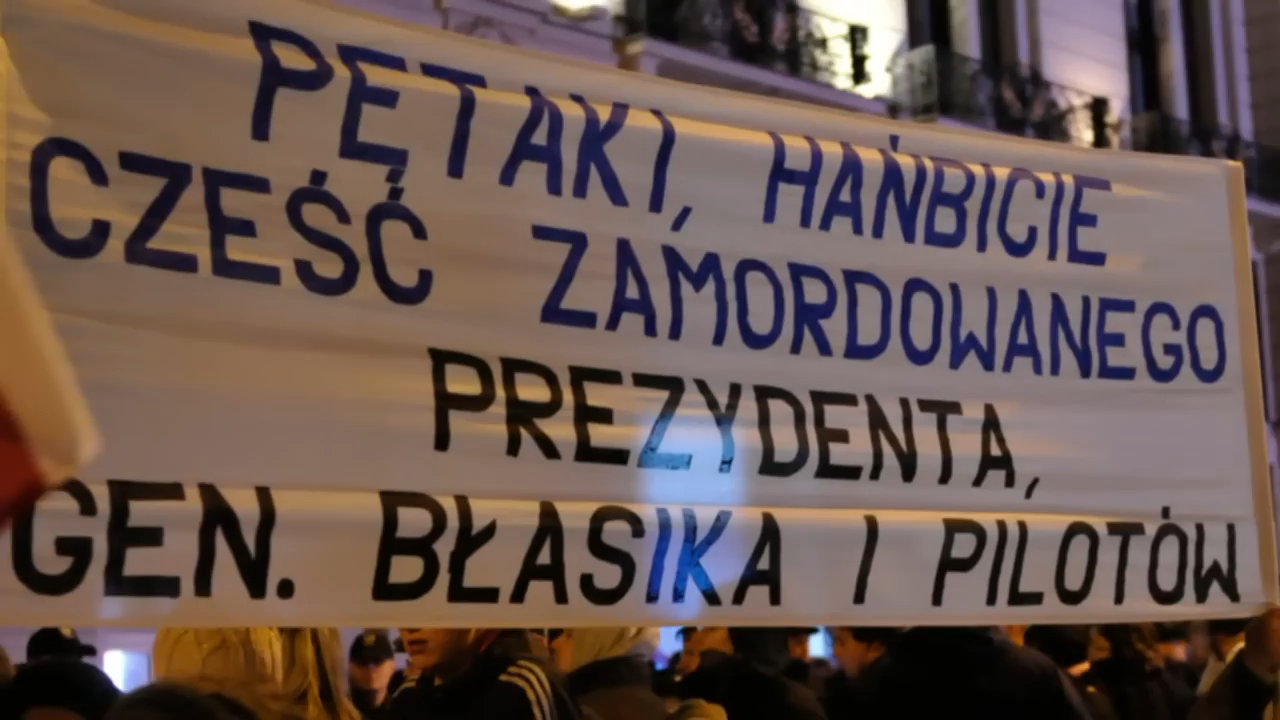 PĘTAKI, HAŃBICIE
CZEŚĆ ZAMORDOWANEGO
PREZYDENTA,
GEN. BŁASIKA I PILOTÓW